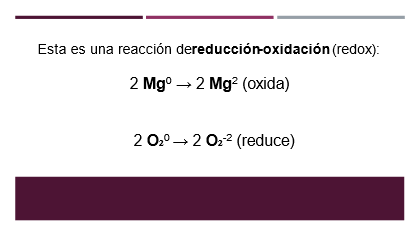 Esta es una reacción dereducción-oxidación (redox):
2 Mg⁰ → 2 Mg² (oxida)
2 O₂⁰ → 2 O₂⁻² (reduce)